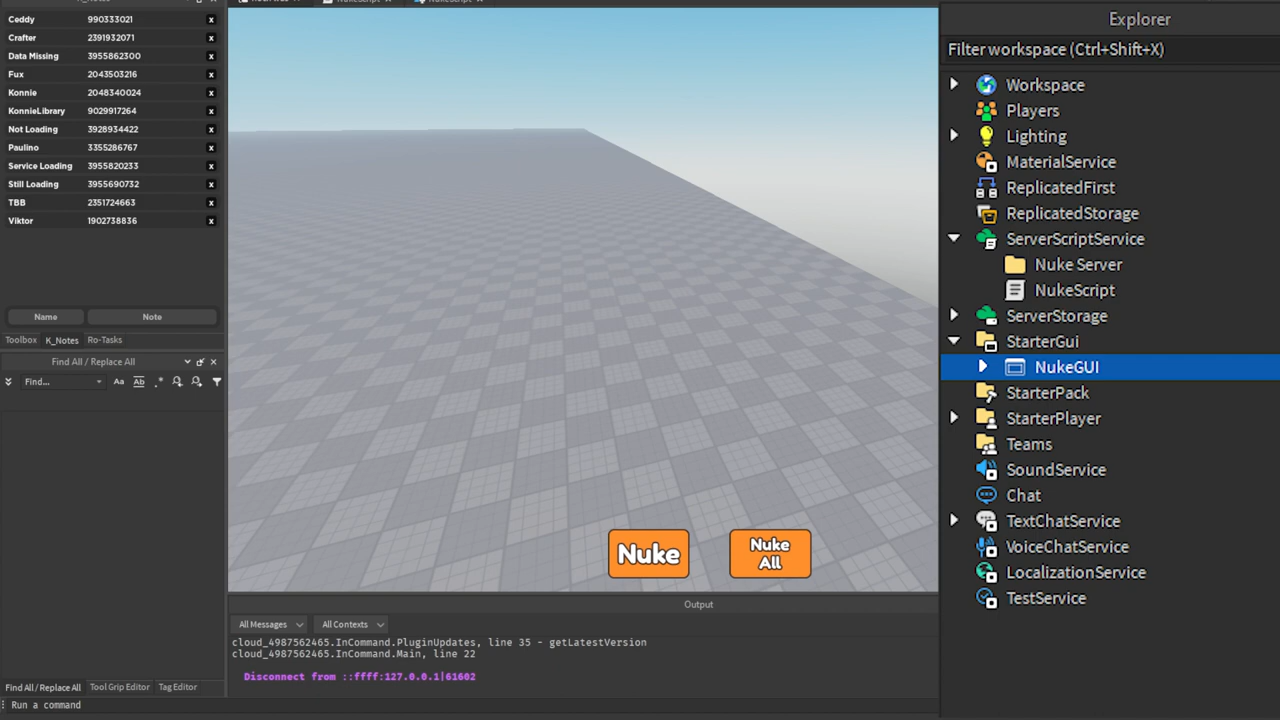 Ceddy 990333021 x
Crafter 2391932071 x
Data Missing 3955862300 x
Fux 2043503216 x
Konnie 2048340024 x
KonnieLibrary 9029917264 x
Not Loading 3928934422 x
Paulino 3355286767 x
Service Loading 3955820233 x
Still Loading 3955690732 x
TBB 2351724663 x
Viktor 1902738836 x
Name Note
Toolbox K_Notes Ro-Tasks
Find All / Replace All
Find... Aa Ab .*
Find All / Replace All Tool Grip Editor Tag Editor
Run a command
Nuke
Nuke
All
Output
All Messages All Contexts
cloud_4987562465.InCommand.PluginUpdates, line 35 - getLatestVersion
cloud_4987562465.InCommand.Main, line 22
Disconnect from ::ffff:127.0.0.1|61602
Explorer
Filter workspace (Ctrl+Shift+X)
Workspace
Players
Lighting
MaterialService
ReplicatedFirst
ReplicatedStorage
ServerScriptService
Nuke Server
NukeScript
ServerStorage
StarterGui
NukeGUI
StarterPack
StarterPlayer
Teams
SoundService
Chat
TextChatService
VoiceChatService
LocalizationService
TestService